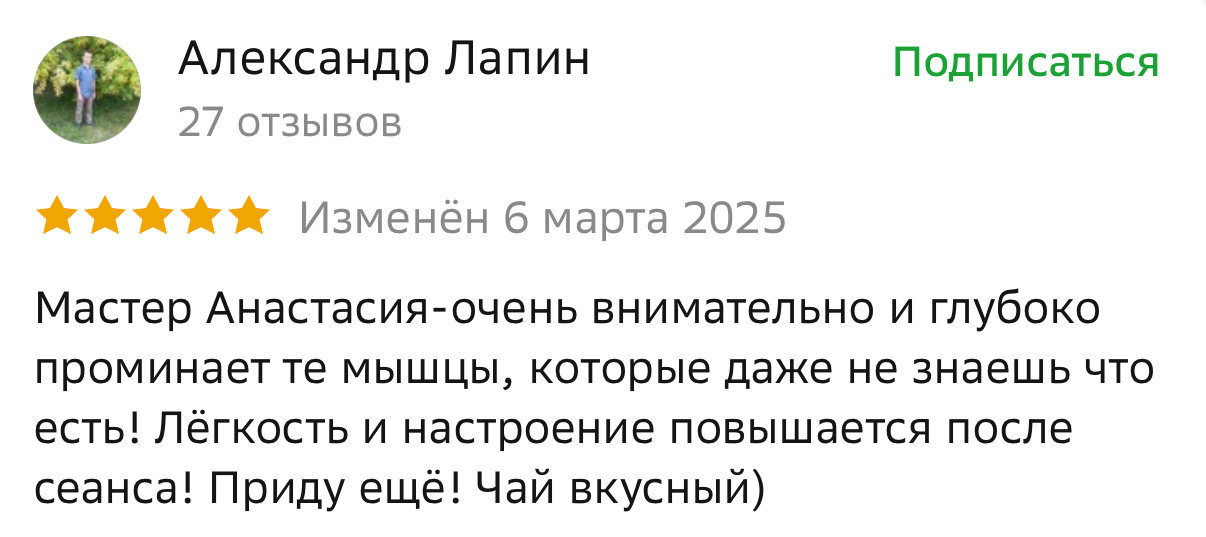 Александр Лапин
Подписаться
27 отзывов
Изменён 6 марта 2025
Мастер Анастасия-очень внимательно и глубоко
проминает те мышцы, которые даже не знаешь что
есть! Лёгкость и настроение повышается после
сеанса! Приду ещё! Чай вкусный)